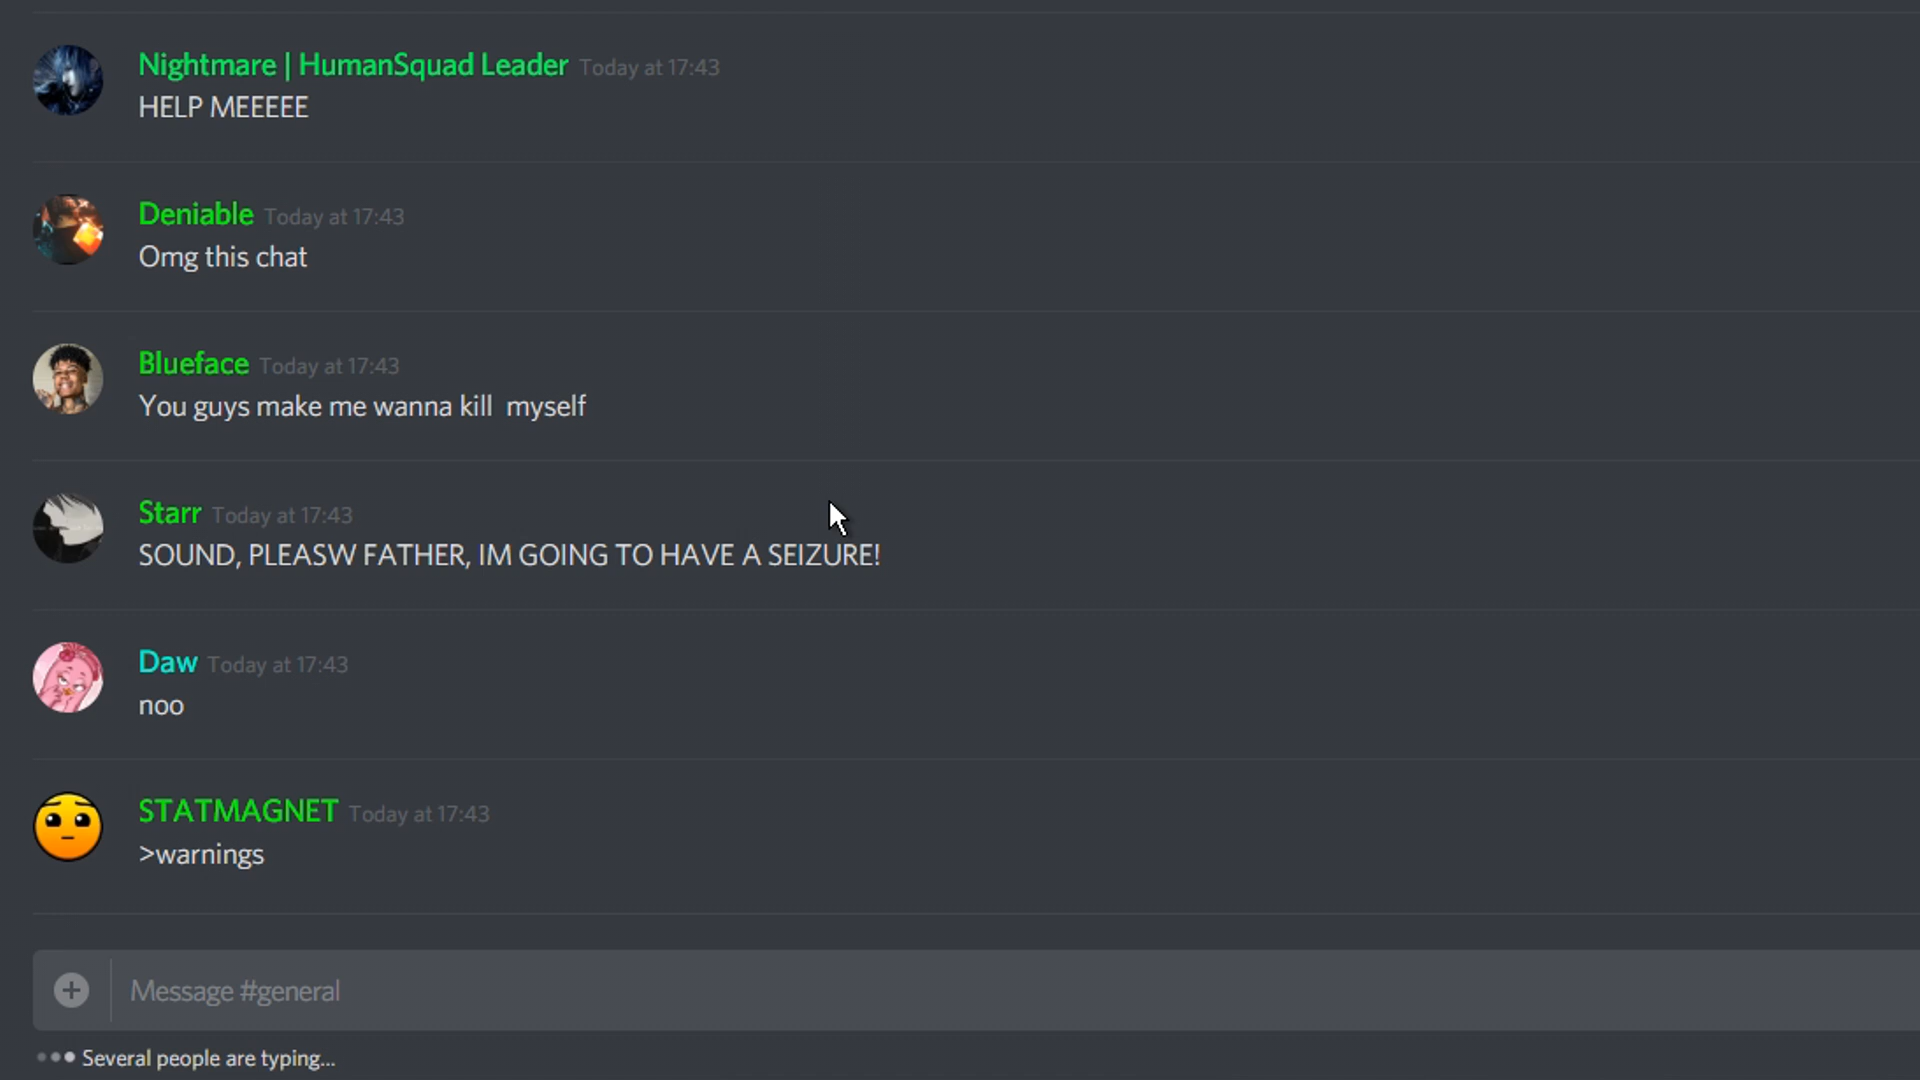 Nightmare | HumanSquad Leader Today at 17:43
HELP MEEEEE
Deniable Today at 17:43
Omg this chat
Blueface Today at 17:43
You guys make me wanna kill  myself
Starr Today at 17:43
SOUND, PLEASW FATHER, IM GOING TO HAVE A SEIZURE!
Daw Today at 17:43
noo
STATMAGNET Today at 17:43
>warnings
Message #general
Several people are typing...